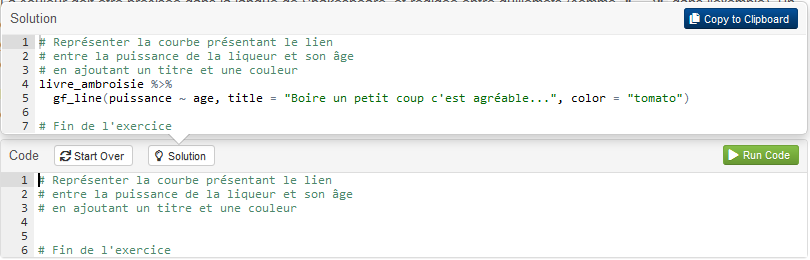 Solution
Copy to Clipboard
1 # Représenter la courbe présentant le lien
2 # entre la puissance de la liqueur et son âge
3 # en ajoutant un titre et une couleur
4 livre_ambroisie %>%
5 gf_line(puissance ~ age, title = "Boire un petit coup c'est agréable...", color = "tomato")
6
7 # Fin de l'exercice
Code
Start Over
Solution
Run Code
1 # Représenter la courbe présentant le lien
2 # entre la puissance de la liqueur et son âge
3 # en ajoutant un titre et une couleur
4
5
6 # Fin de l'exercice